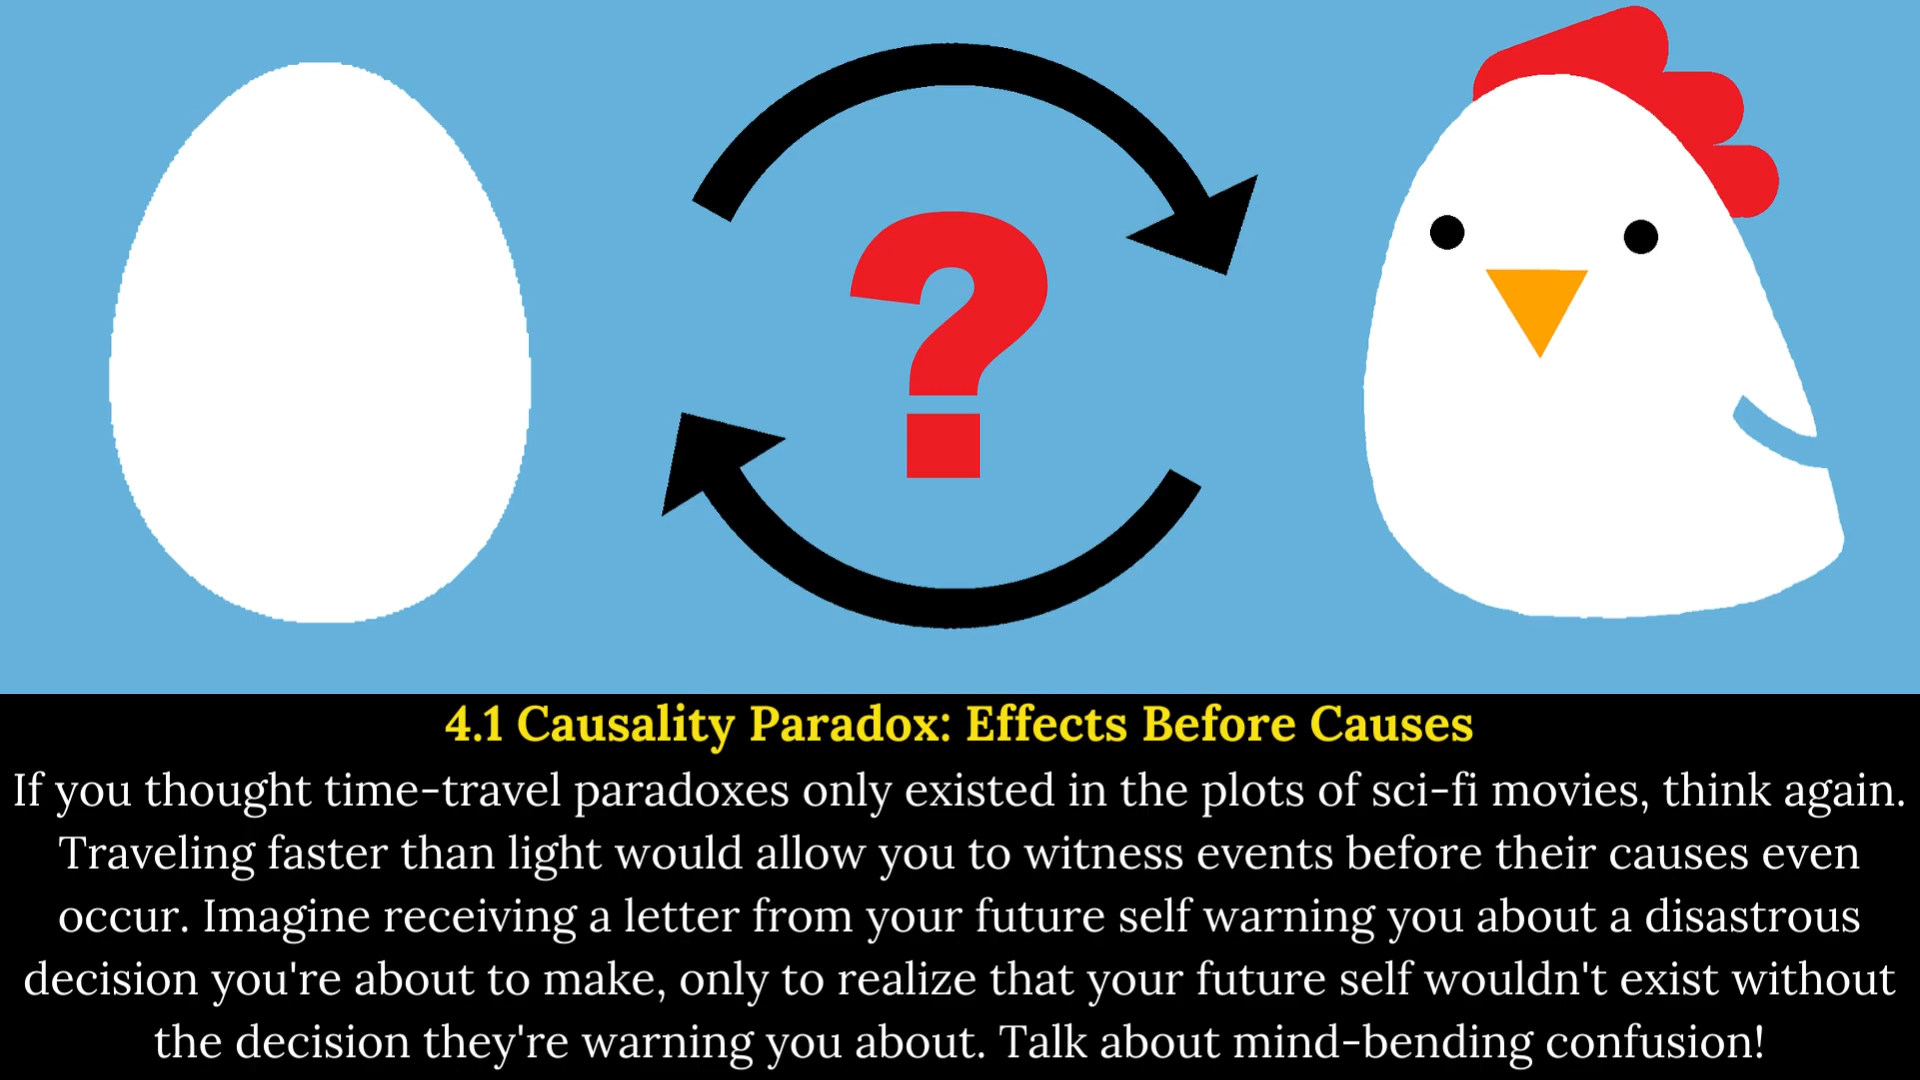 ?
4.1 Causality Paradox: Effects Before Causes
If you thought time-travel paradoxes only existed in the plots of sci-fi movies, think again.
Traveling faster than light would allow you to witness events before their causes even
occur. Imagine receiving a letter from your future self warning you about a disastrous
decision you're about to make, only to realize that your future self wouldn't exist without
the decision they're warning you about. Talk about mind-bending confusion!